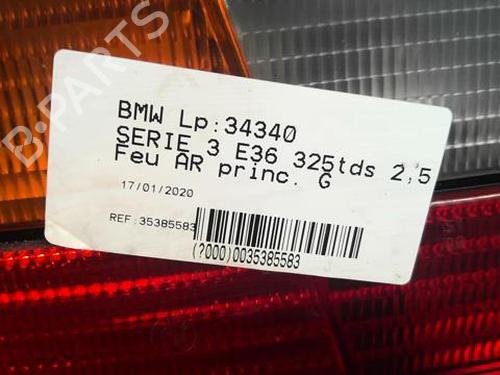 B-PARTS
BMW Lp:34340
SERIE 3 E36 325tds 2,5
Feu AR princ. G
17/01/2020
REF:35385583
(?000)0035385583